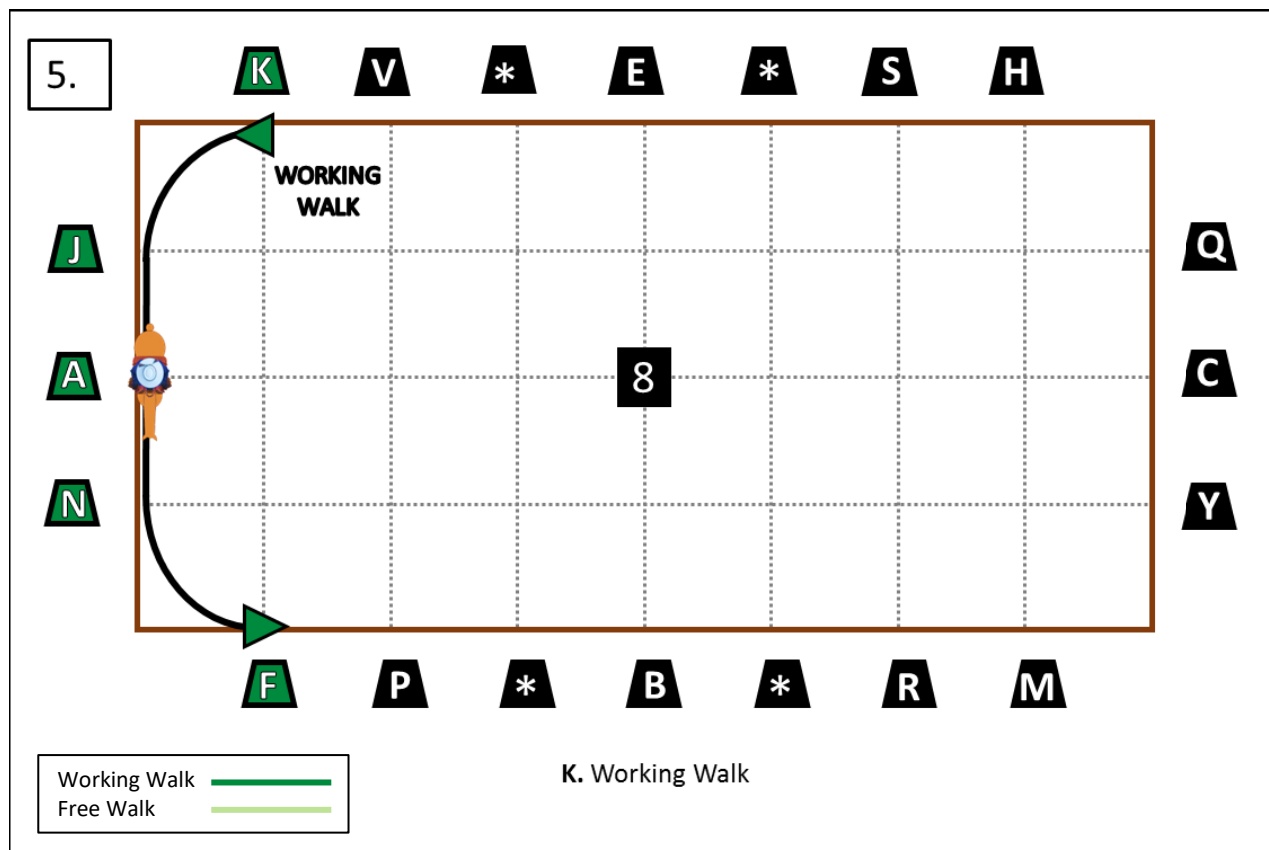 5.
K V * E * S H
WORKING
WALK
J
Q
A
8
C
N
Y
F P * B * R M
Working Walk
Free Walk
K. Working Walk